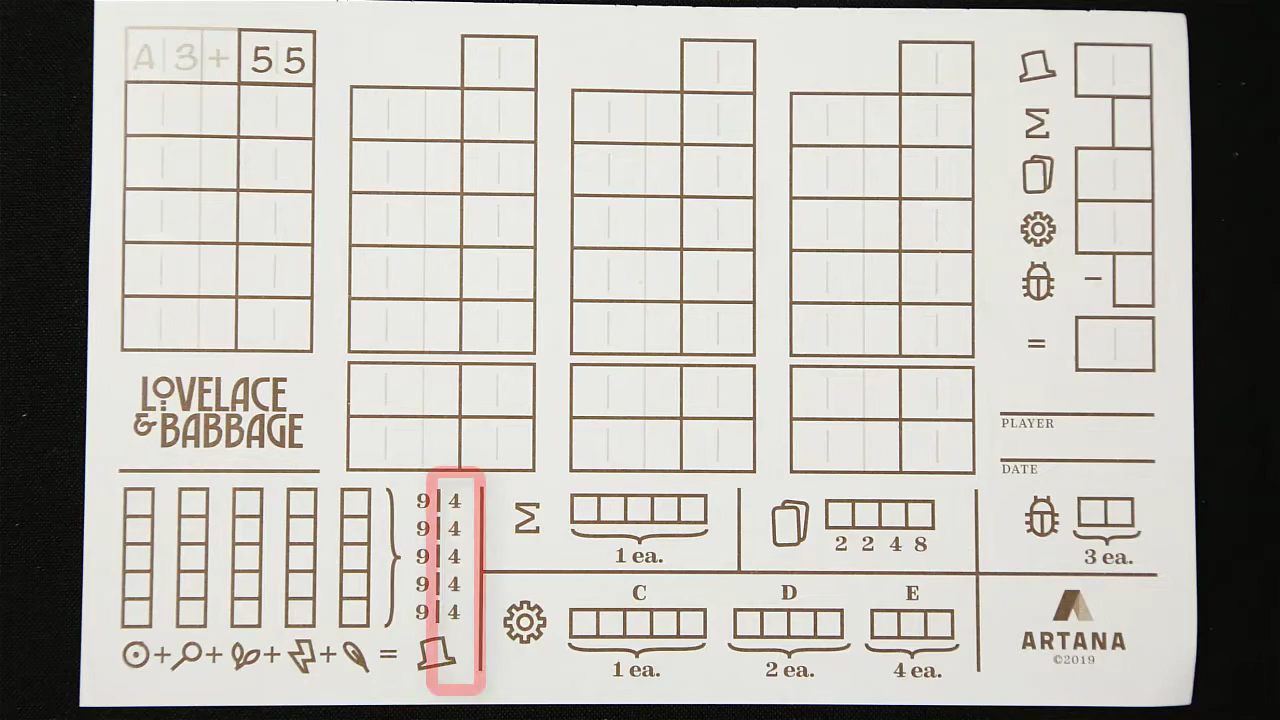 A 3 + 55
Σ
−
=
LOVELACE
& BABBAGE
PLAYER
DATE
9 | 4
9 | 4
9 | 4
9 | 4
9 | 4
+ + + + =
Σ
1 ea.
2 2 4 8
3 ea.
C D E
1 ea. 2 ea. 4 ea.
ARTANA
©2019